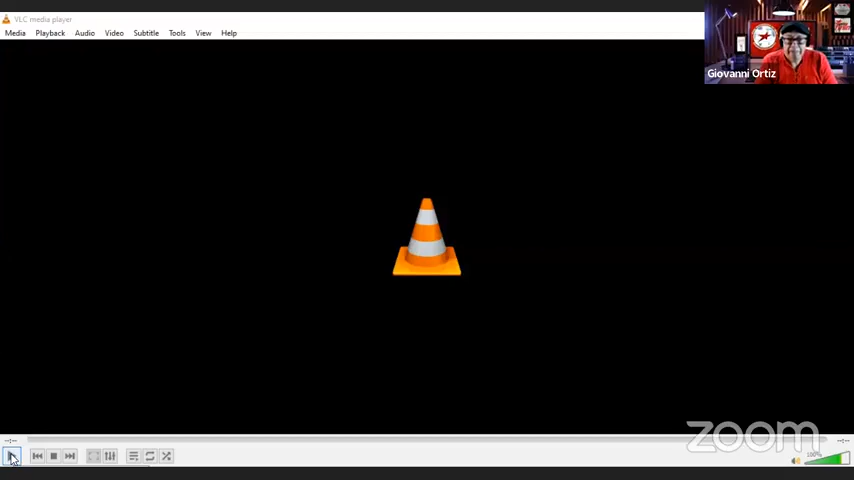 VLC media player
Media Playback Audio Video Subtitle Tools View Help
Giovanni Ortiz
--:-- --:--
zoom
100%